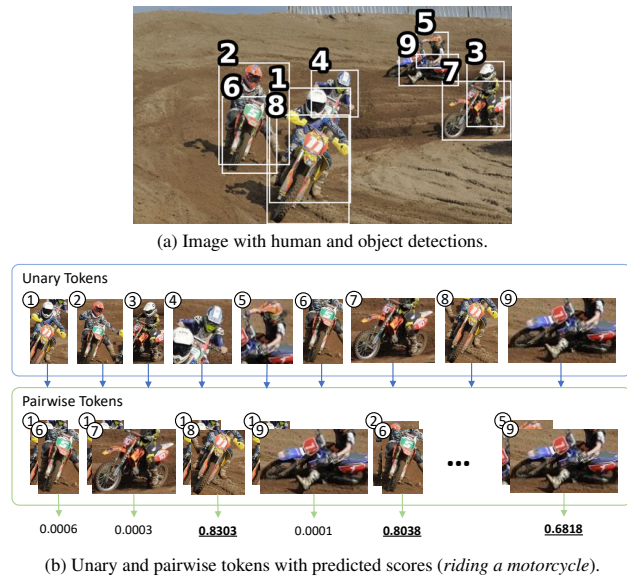 5
2 9 3
4
1 7
6
8
(a) Image with human and object detections.
Unary Tokens
1 2 3 4 5 6 7 8 9
Pairwise Tokens
1 1 1 1 2 5
6 7 8 9 6 9
...
0.0006 0.0003 0.8303 0.0001 0.8038 0.6818
(b) Unary and pairwise tokens with predicted scores (riding a motorcycle).